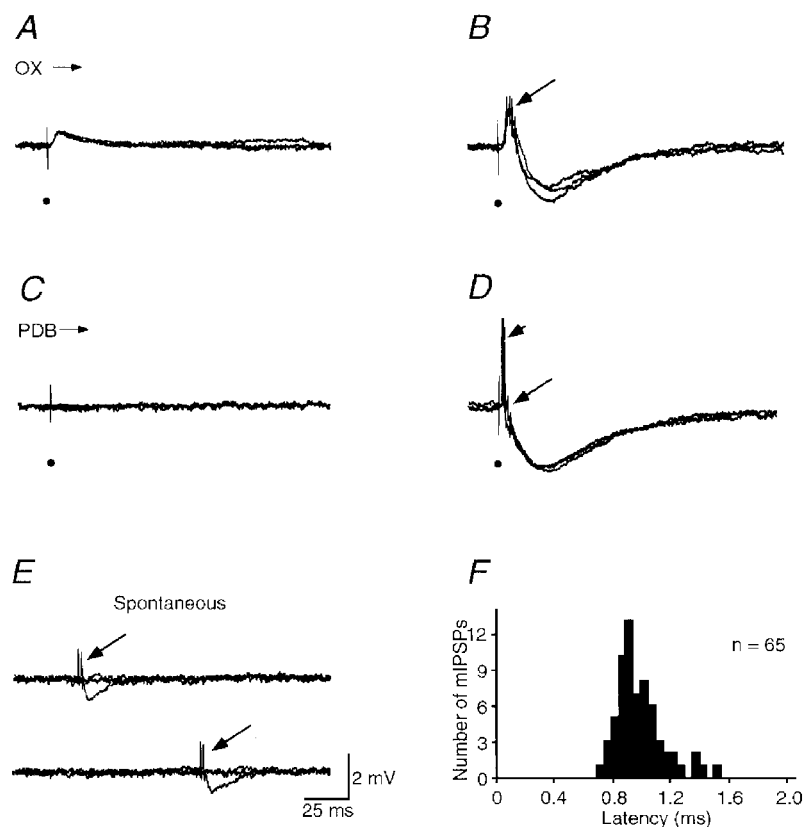 A
B
OX
C
D
PDB
E
F
Spontaneous
n = 65
Number of mIPSPs
12
9
6
3
0
0 0.4 0.8 1.2 1.6 2.0
Latency (ms)
2 mV
25 ms